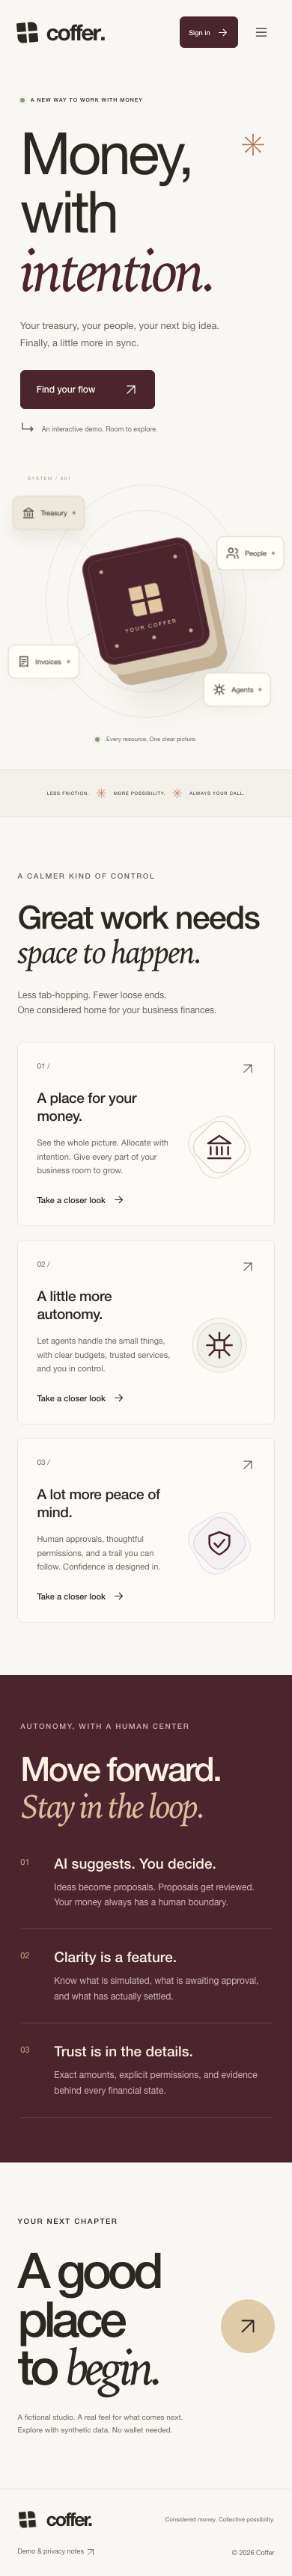 coffer.
Sign in
A NEW WAY TO WORK WITH MONEY
Money,
with
intention.
Your treasury, your people, your next big idea.
Finally, a little more in sync.
Find your flow
An interactive demo. Room to explore.
SYSTEM / 001
Treasury
People
YOUR COFFER
Invoices
Agents
Every resource. One clear picture.
LESS FRICTION. MORE POSSIBILITY. ALWAYS YOUR CALL.
A CALMER KIND OF CONTROL
Great work needs
space to happen.
Less tab-hopping. Fewer loose ends.
One considered home for your business finances.
01 /
A place for your
money.
See the whole picture. Allocate with
intention. Give every part of your
business room to grow.
Take a closer look
02 /
A little more
autonomy.
Let agents handle the small things,
with clear budgets, trusted services,
and you in control.
Take a closer look
03 /
A lot more peace of
mind.
Human approvals, thoughtful
permissions, and a trail you can
follow. Confidence is designed in.
Take a closer look
AUTONOMY, WITH A HUMAN CENTER
Move forward.
Stay in the loop.
01
AI suggests. You decide.
Ideas become proposals. Proposals get reviewed.
Your money always has a human boundary.
02
Clarity is a feature.
Know what is simulated, what is awaiting approval,
and what has actually settled.
03
Trust is in the details.
Exact amounts, explicit permissions, and evidence
behind every financial state.
YOUR NEXT CHAPTER
A good
place
to begin.
A fictional studio. A real feel for what comes next.
Explore with synthetic data. No wallet needed.
coffer.
Considered money. Collective possibility.
Demo & privacy notes
© 2026 Coffer